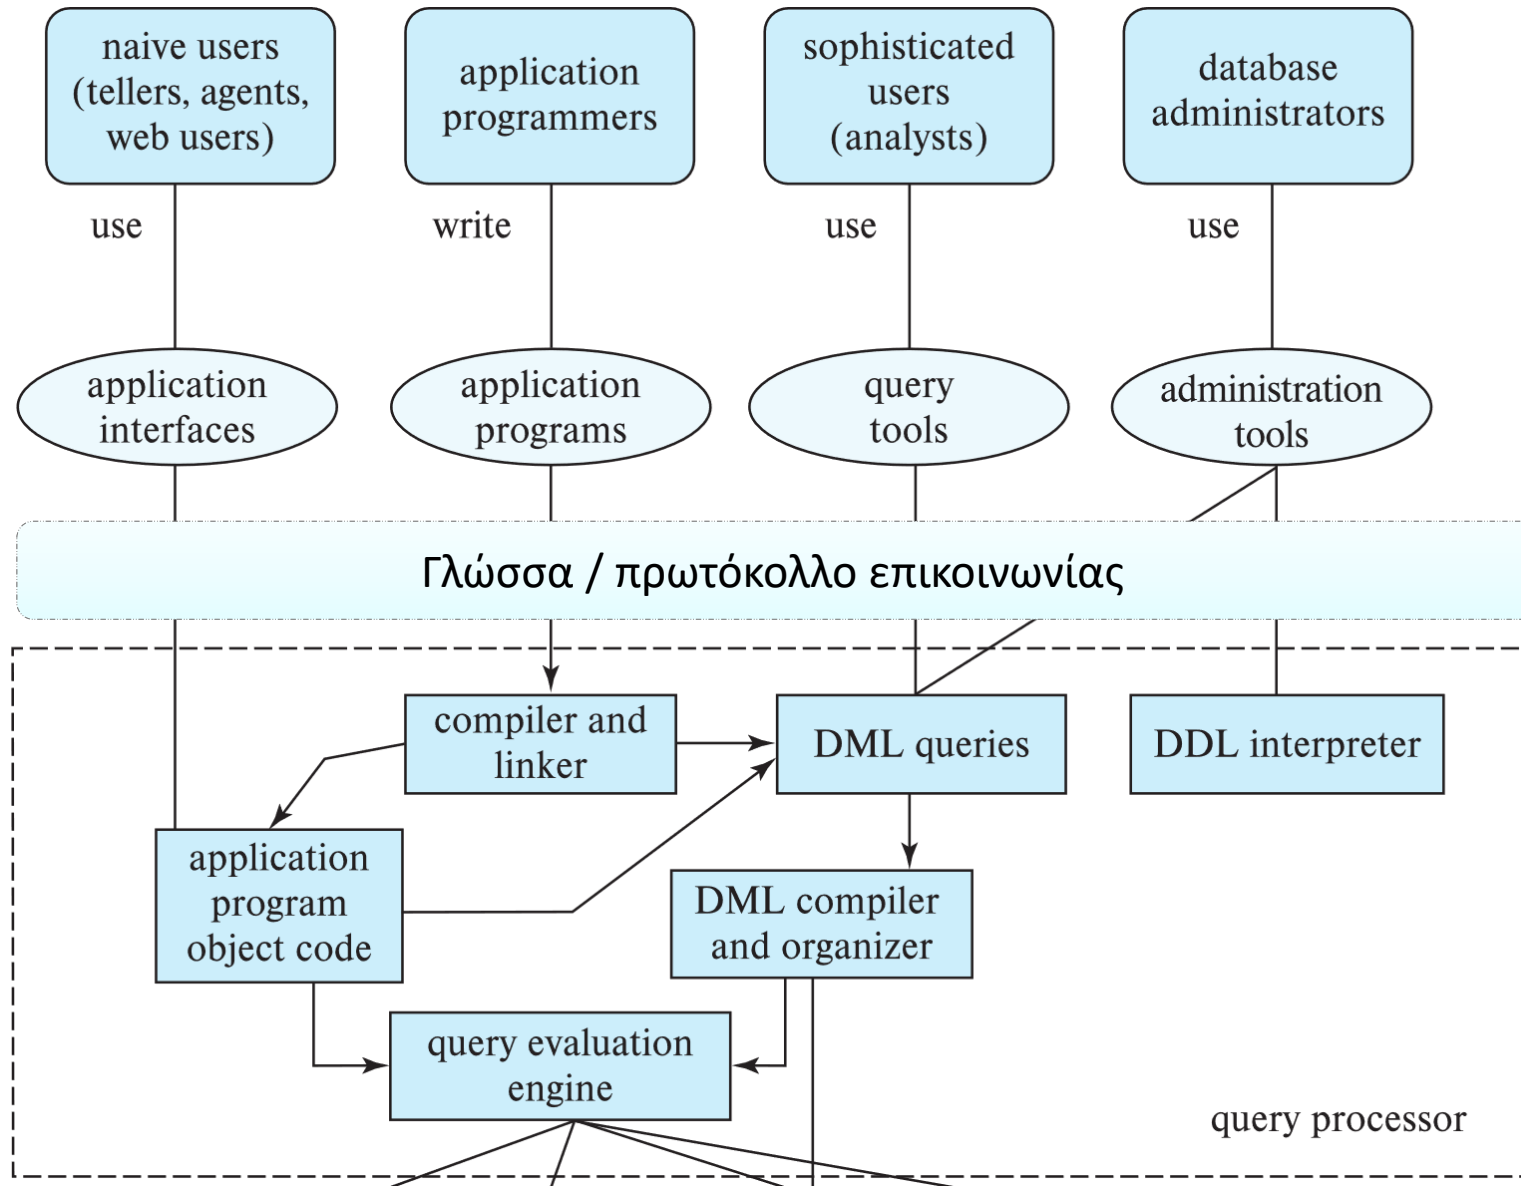 naive users
(tellers, agents,
web users)
application
programmers
sophisticated
users
(analysts)
database
administrators
use
write
use
use
application
interfaces
application
programs
query
tools
administration
tools
Γλώσσα / πρωτόκολλο επικοινωνίας
compiler and
linker
DML queries
DDL interpreter
application
program
object code
DML compiler
and organizer
query evaluation
engine
query processor